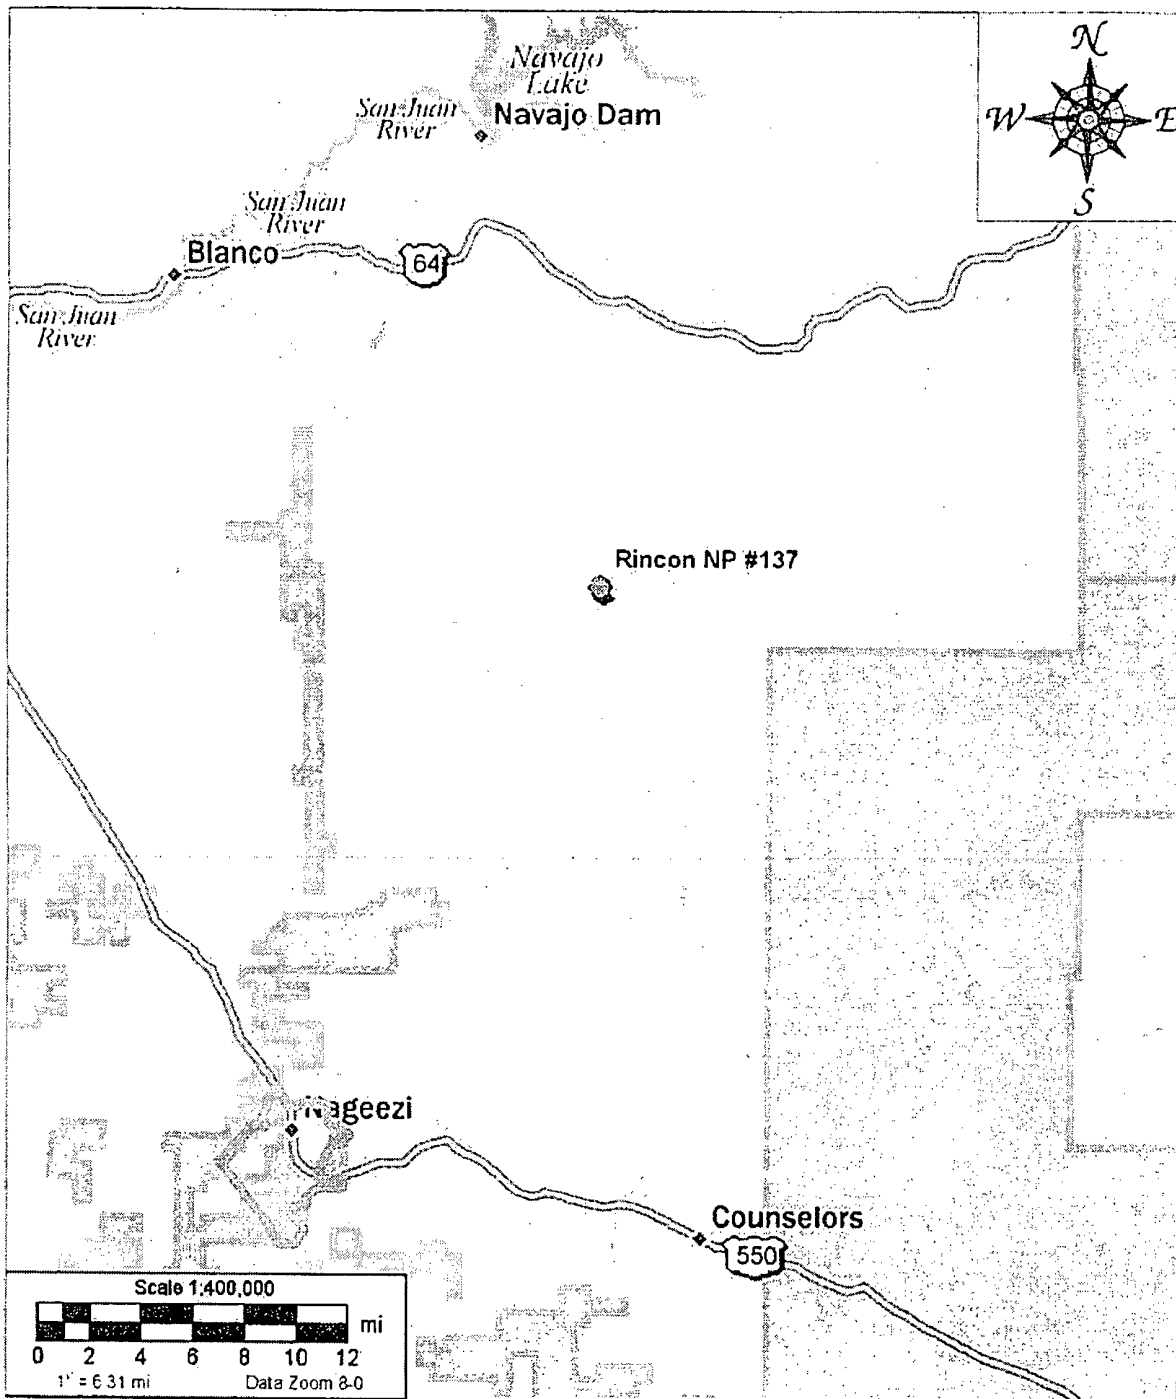 Navajo
Lake
N
San Juan
River
Navajo Dam
W
E
S
San Juan
River
Blanco
64
San Juan
River
Rincon NP #137
Nageezi
Counselors
550
Scale 1:400,000
mi
0 2 4 6 8 10 12
1" = 6.31 mi Data Zoom 8-0